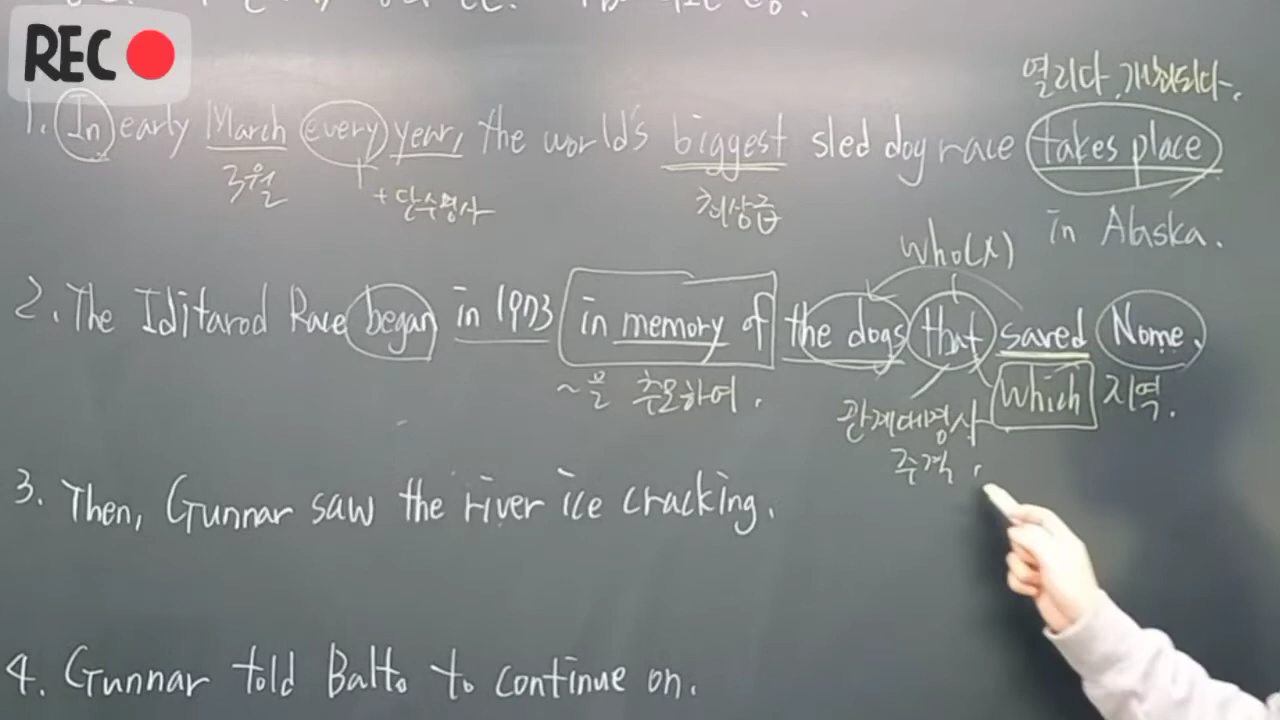 REC
열리다, 개최되다.
1. In early March every year, the world's biggest sled dog race takes place
3월
+ 단수명사
최상급
in Alaska.
who(X)
2. The Iditarod Race began in 1973 in memory of the dogs that saved Nome.
~을 추모하여.
관계대명사
which
지역.
주격
3. Then, Gunnar saw the river ice cracking.
4. Gunnar told Balto to continue on.